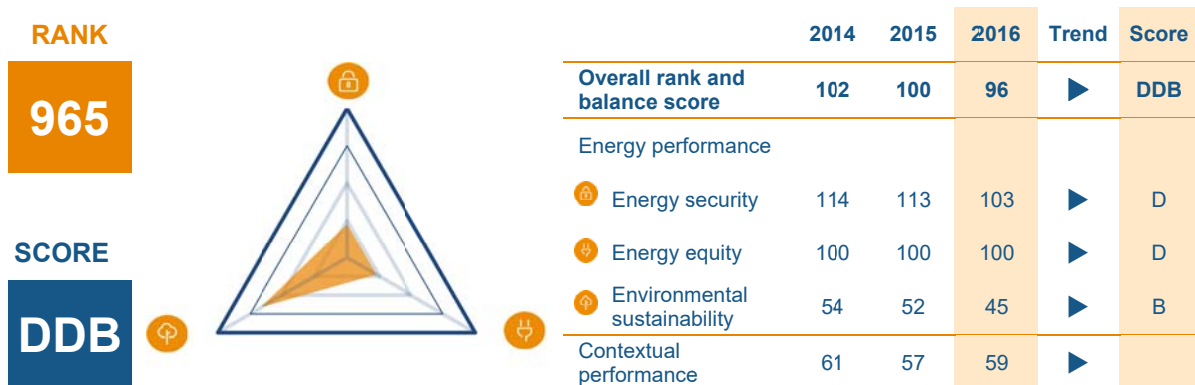 RANK
965
SCORE
DDB
2014 2015 2016 Trend Score
Overall rank and
balance score 102 100 96 DDB
Energy performance
Energy security 114 113 103 D
Energy equity 100 100 100 D
Environmental
sustainability 54 52 45 B
Contextual
performance 61 57 59